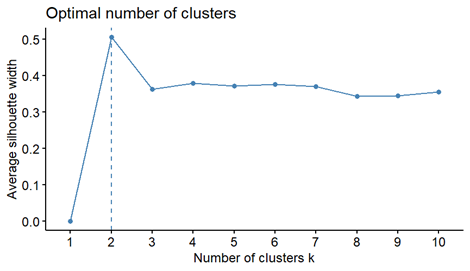 Optimal number of clusters
Average silhouette width
0.5
0.4
0.3
0.2
0.1
0.0
1 2 3 4 5 6 7 8 9 10
Number of clusters k